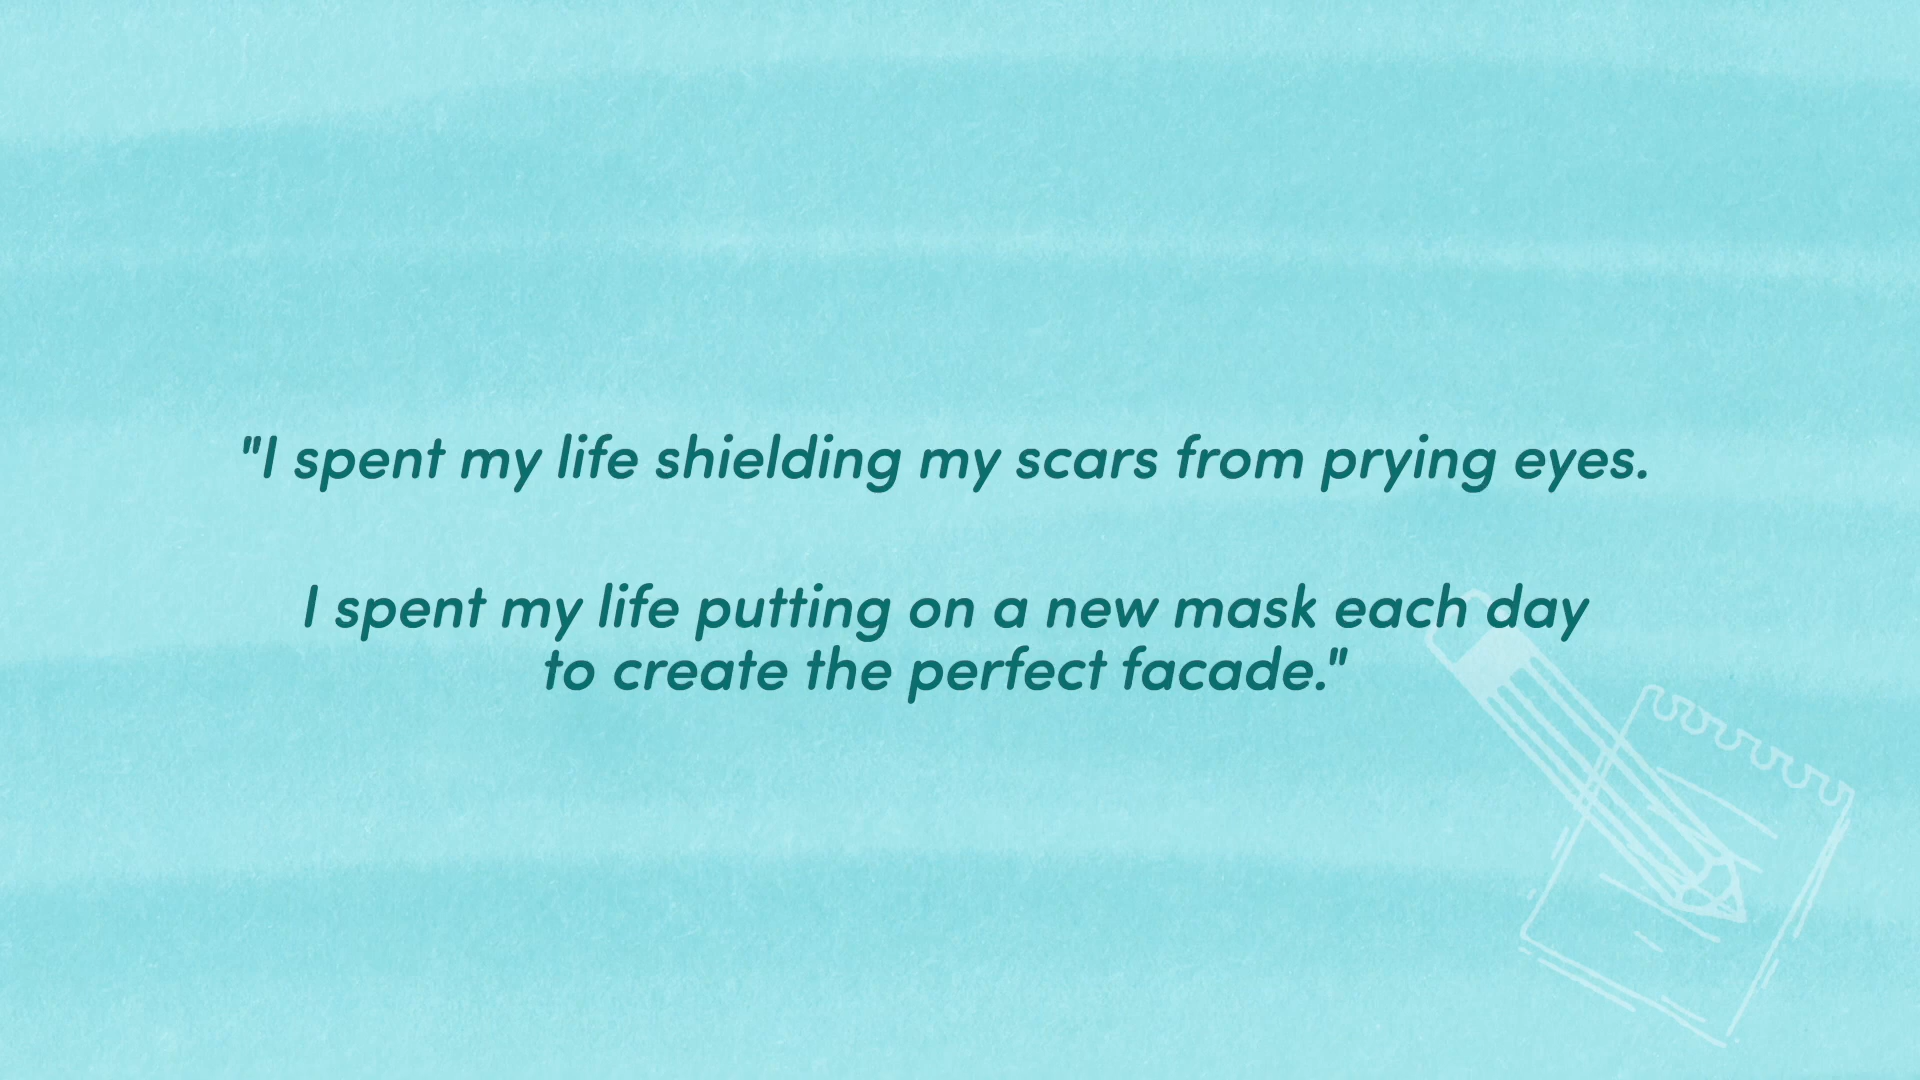 "I spent my life shielding my scars from prying eyes.
I spent my life putting on a new mask each day
to create the perfect facade."